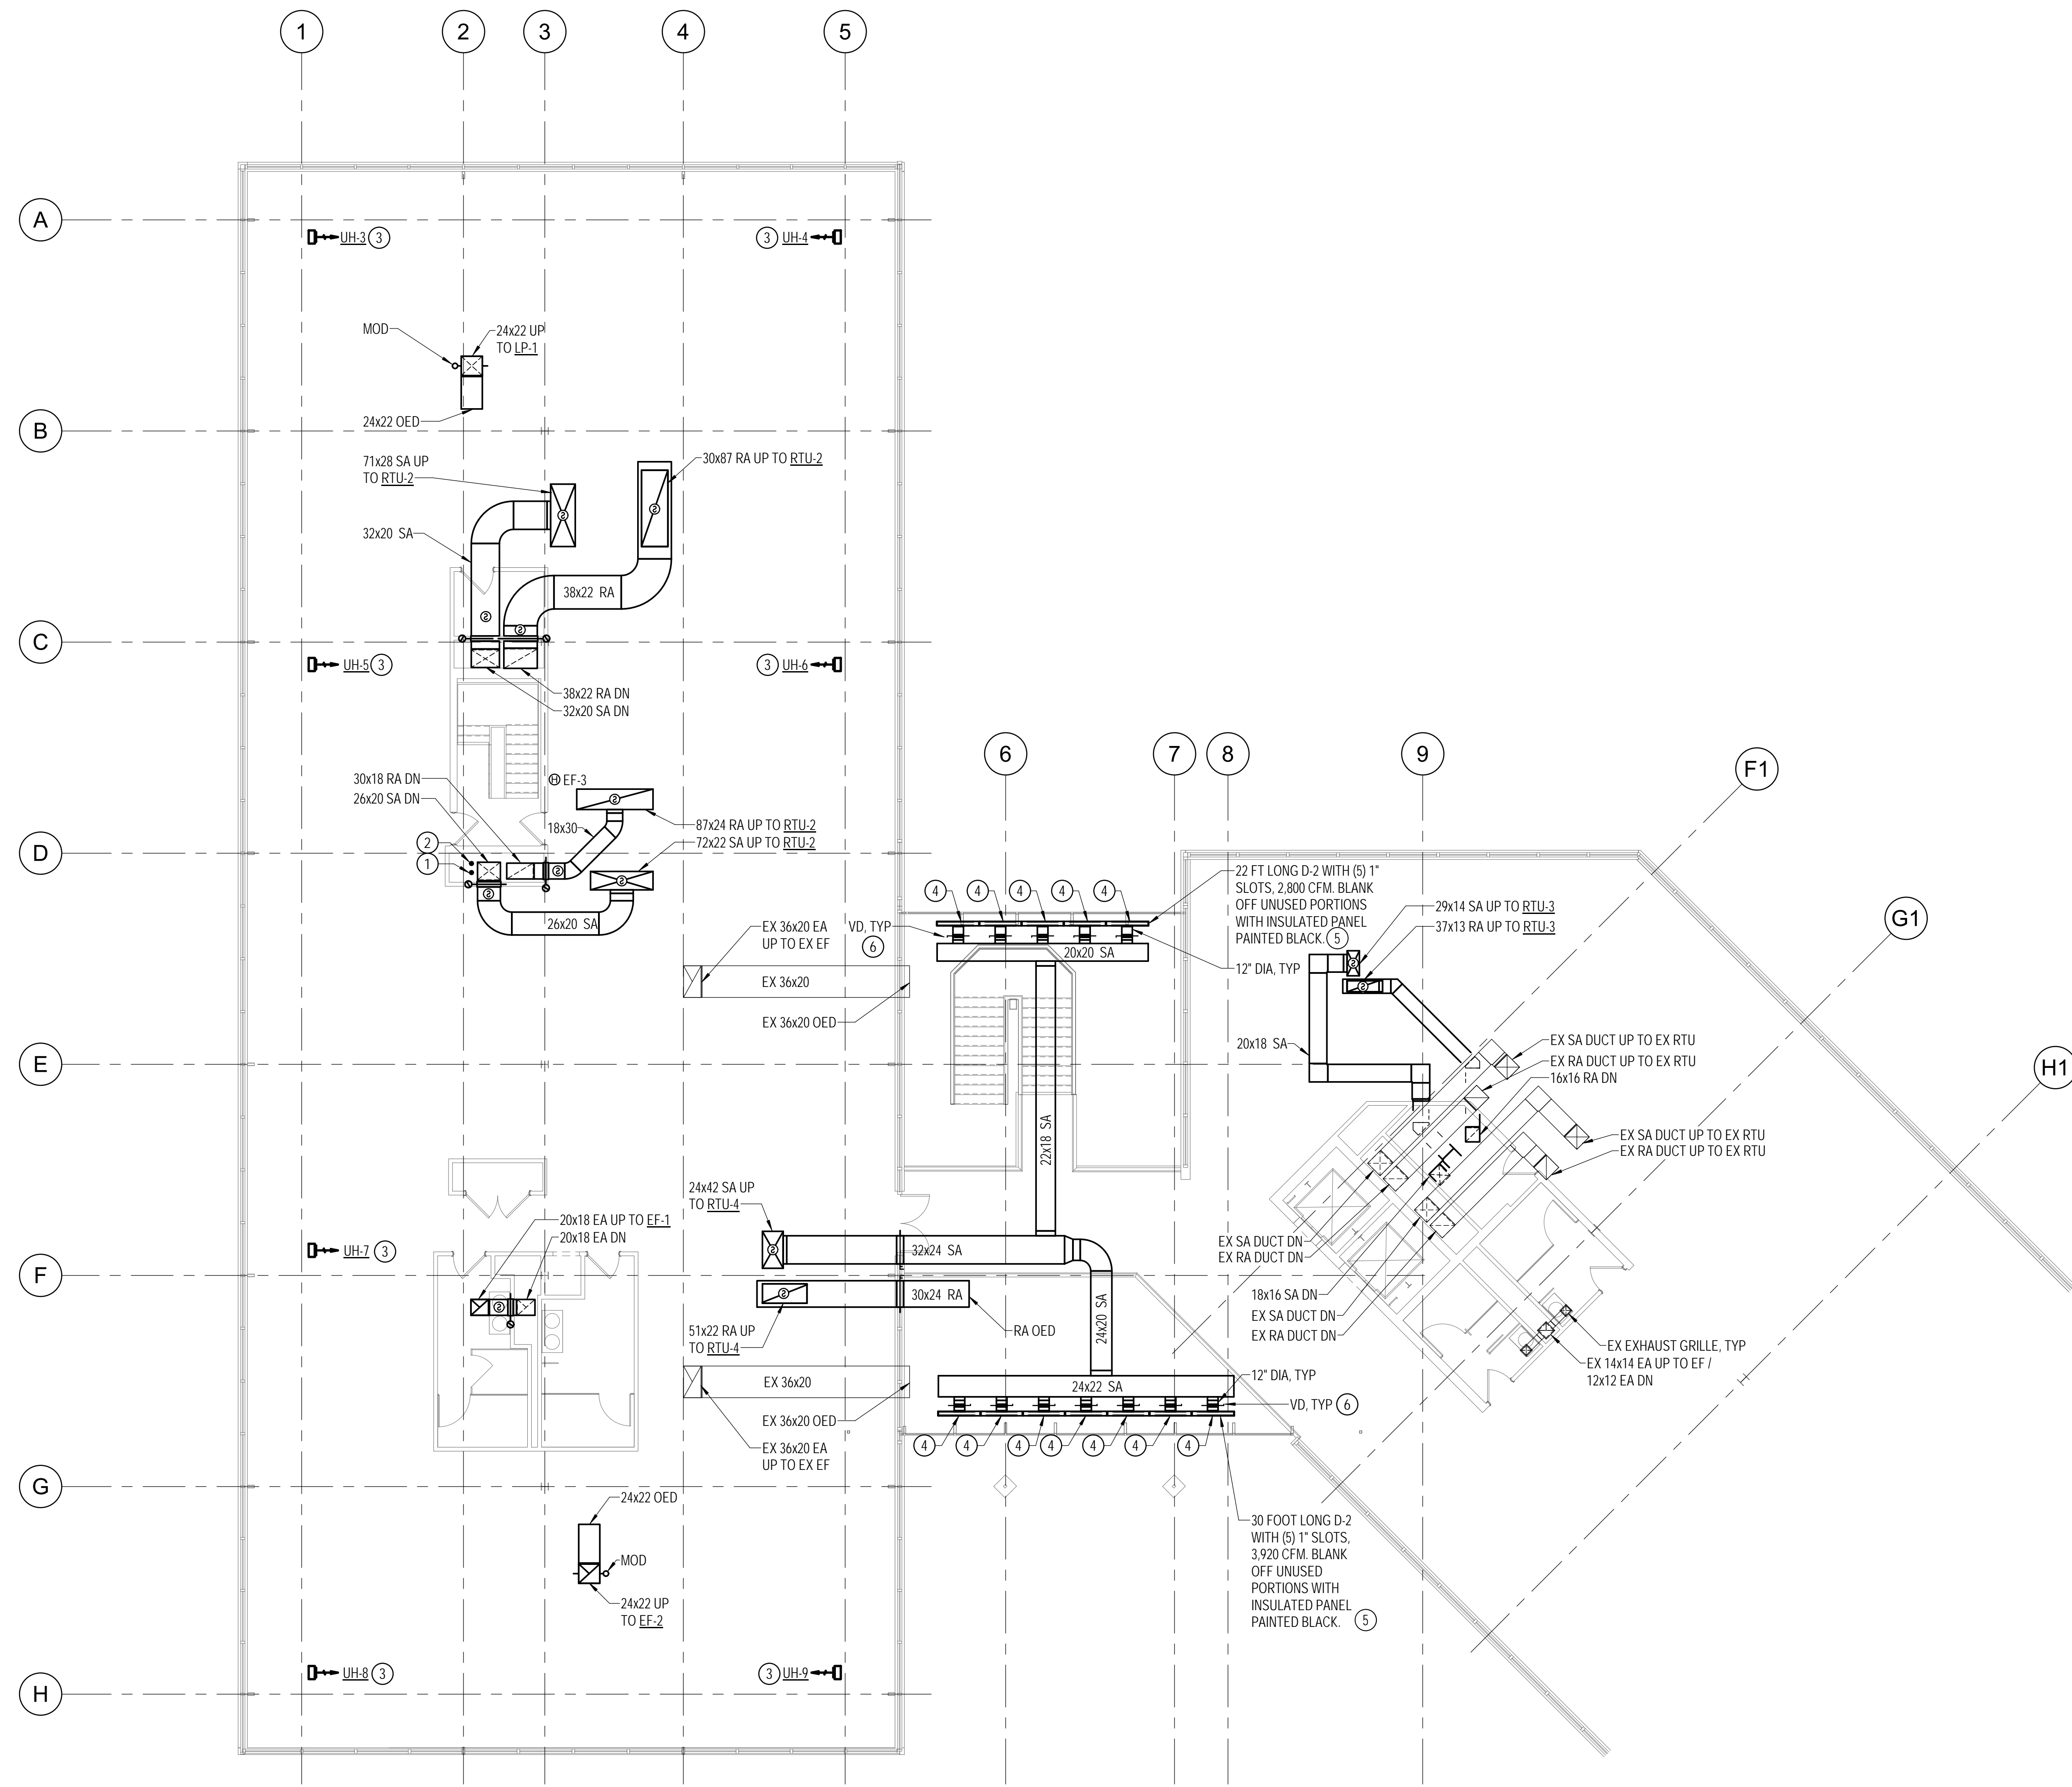 1
2
3
4
5
A
UH-3
3
3
UH-4
MOD
24x22 UP
TO LP-1
24x22 OED
B
71x28 SA UP
TO RTU-2
30x87 RA UP TO RTU-2
32x20 SA
38x22 RA
C
UH-5
3
3
UH-6
38x22 RA DN
32x20 SA DN
6
7
8
9
F1
30x18 RA DN
26x20 SA DN
EF-3
18x30
87x24 RA UP TO RTU-2
72x22 SA UP TO RTU-2
2
1
D
26x20 SA
G1
4
4
4
4
4
22 FT LONG D-2 WITH (5) 1"
SLOTS, 2,800 CFM. BLANK
OFF UNUSED PORTIONS
WITH INSULATED PANEL
PAINTED BLACK.
5
29x14 SA UP TO RTU-3
37x13 RA UP TO RTU-3
EX 36x20 EA
UP TO EX EF
VD, TYP
6
20x20 SA
12" DIA, TYP
EX 36x20
EX 36x20 OED
E
20x18 SA
H1
EX SA DUCT UP TO EX RTU
EX RA DUCT UP TO EX RTU
16x16 RA DN
EX SA DUCT UP TO EX RTU
EX RA DUCT UP TO EX RTU
22x18 SA
24x42 SA UP
TO RTU-4
20x18 EA UP TO EF-1
20x18 EA DN
UH-7
3
32x24 SA
EX SA DUCT DN
EX RA DUCT DN
F
30x24 RA
18x16 SA DN
EX SA DUCT DN
EX RA DUCT DN
51x22 RA UP
TO RTU-4
RA OED
24x20 SA
EX EXHAUST GRILLE, TYP
EX 14x14 EA UP TO EF /
12x12 EA DN
EX 36x20
24x22 SA
12" DIA, TYP
VD, TYP
6
EX 36x20 OED
EX 36x20 EA
UP TO EX EF
4
4
4
4
4
4
4
G
24x22 OED
MOD
24x22 UP
TO EF-2
30 FOOT LONG D-2
WITH (5) 1" SLOTS,
3,920 CFM. BLANK
OFF UNUSED
PORTIONS WITH
INSULATED PANEL
PAINTED BLACK.
5
UH-8
3
3
UH-9
H